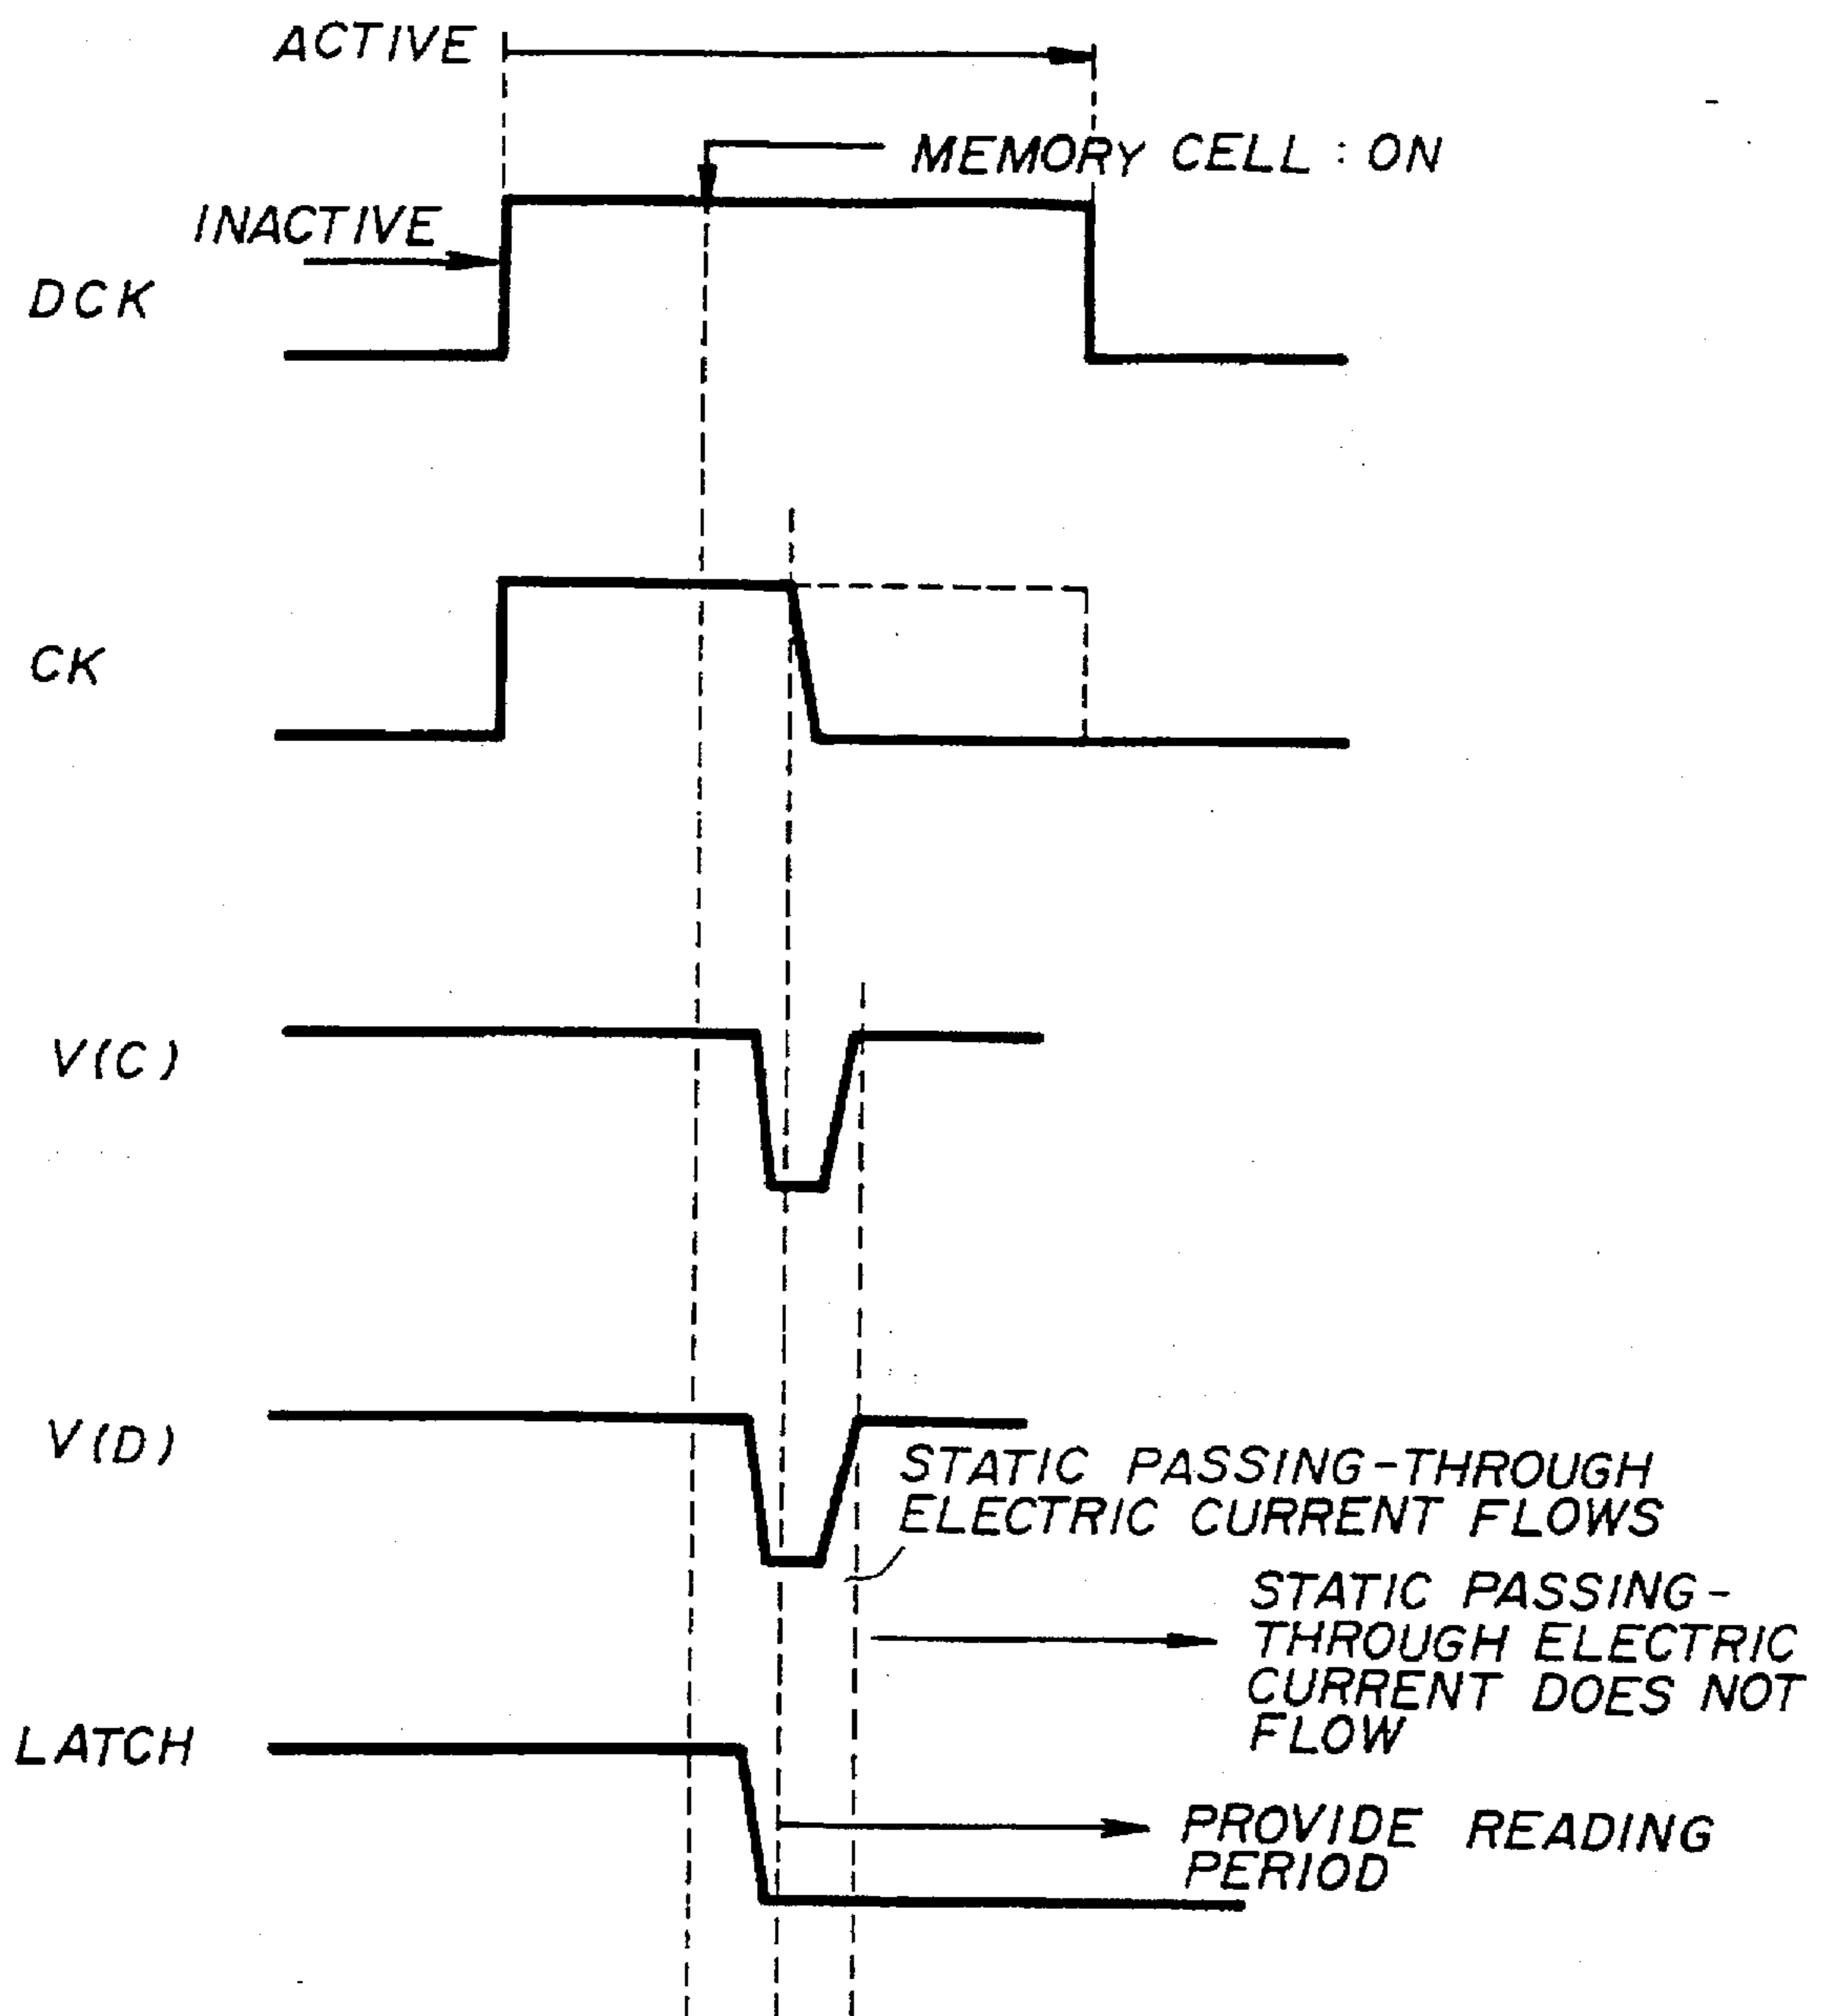 ACTIVE
MEMORY CELL : ON
INACTIVE
DCK
CK
V(C)
V(D)
STATIC PASSING-THROUGH
ELECTRIC CURRENT FLOWS
STATIC PASSING-
THROUGH ELECTRIC
CURRENT DOES NOT
FLOW
LATCH
PROVIDE READING
PERIOD